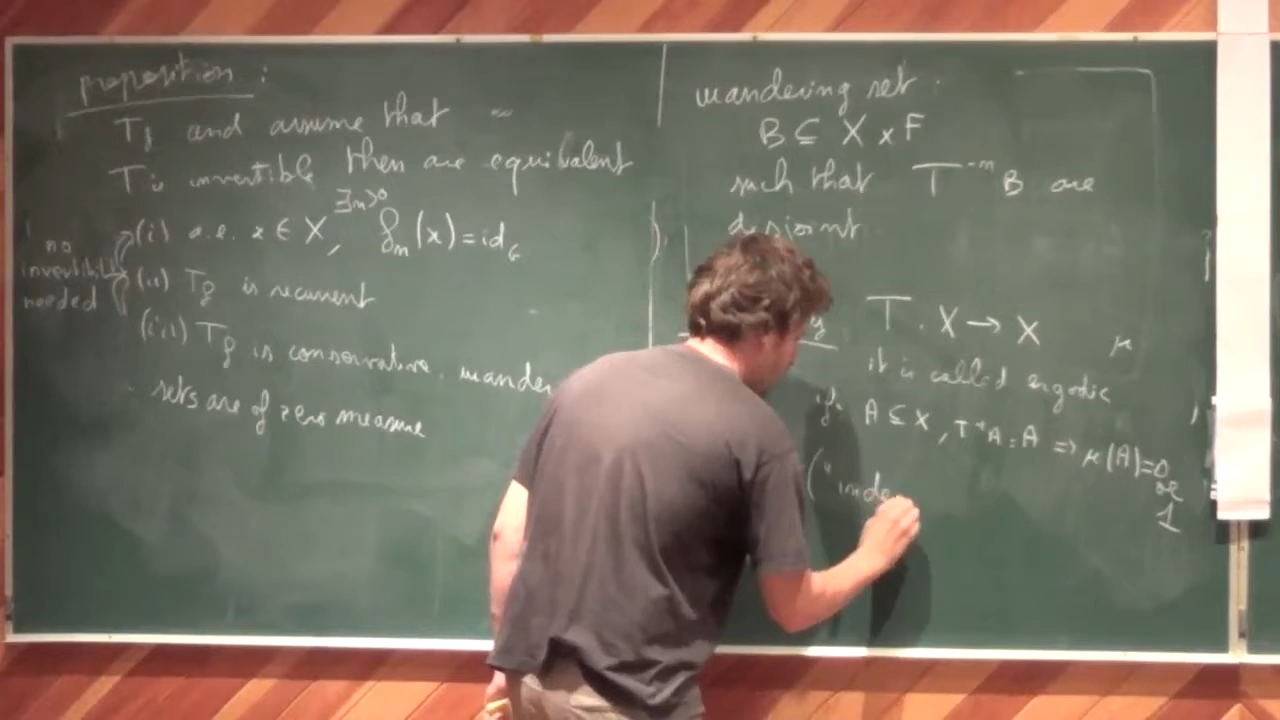 proposition :
T_f and assume that
T is invertible then are equivalent
∃n>0
(i) a.e. x ∈ X, f_n(x) = id_G
no
invertibility
needed
(ii) T_f is recurrent
(iii) T_f is conservative. wander
sets are of zero measure
wandering set :
B ⊆ X × F
such that T^{-n} B are
disjoint
y T : X → X μ
it is called ergodic
if A ⊆ X, T^{-1}A = A ⇒ μ(A)=0
or
1
(" inde